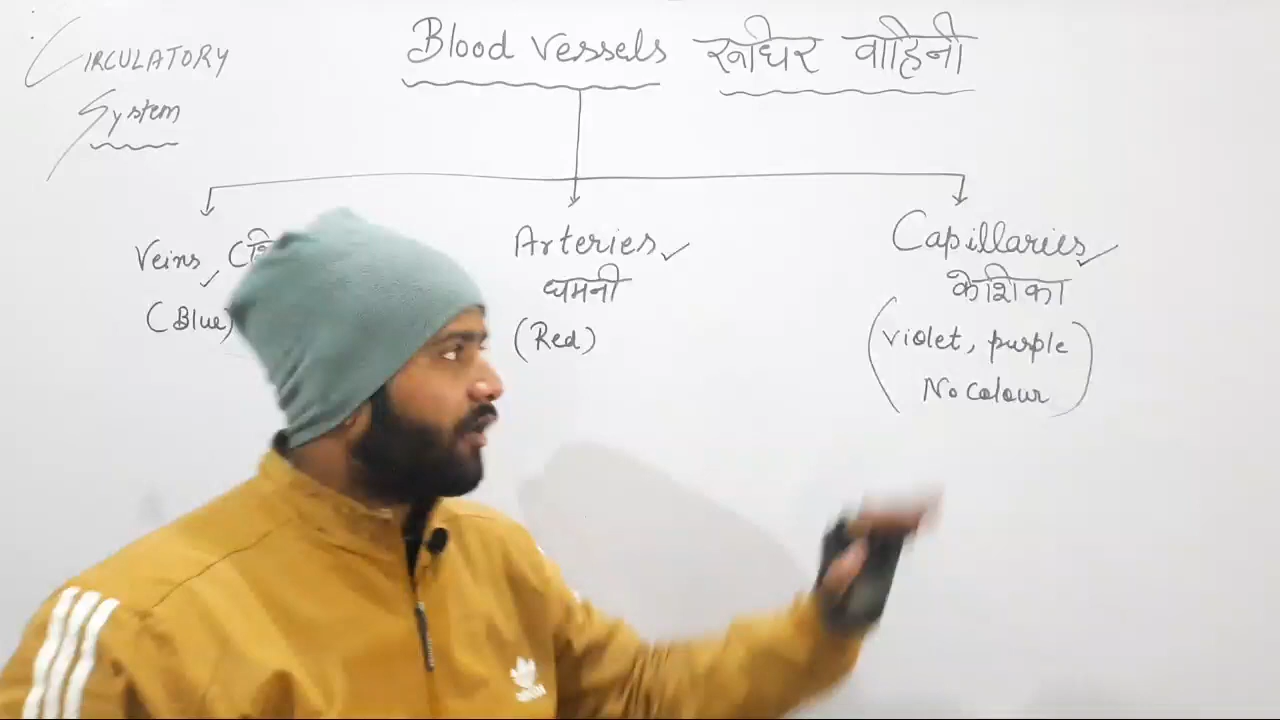 CIRCULATORY
System
Blood Vessels रूधिर वाहिनी
Veins
(Blue)
Arteries
धमनी
(Red)
Capillaries
केशिका
(violet, purple
No colour)